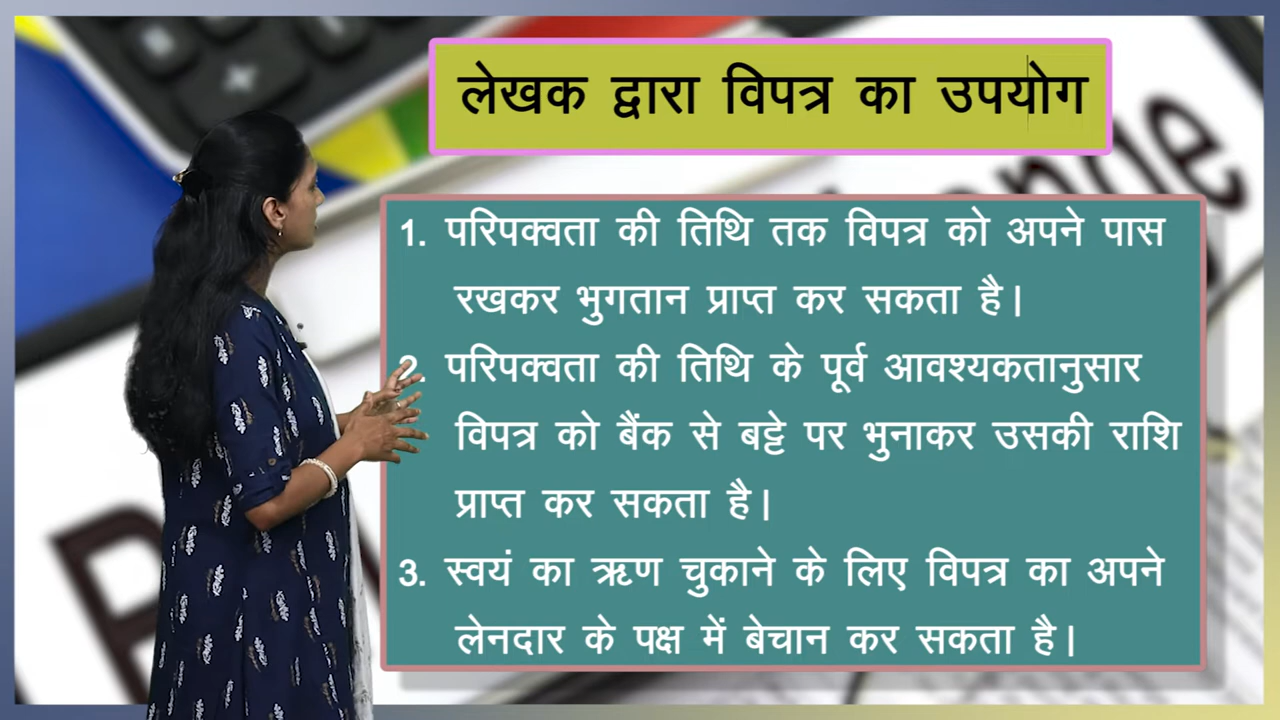 लेखक द्वारा विपत्र का उपयोग
1. परिपक्वता की तिथि तक विपत्र को अपने पास
रखकर भुगतान प्राप्त कर सकता है।
2. परिपक्वता की तिथि के पूर्व आवश्यकतानुसार
विपत्र को बैंक से बट्टे पर भुनाकर उसकी राशि
प्राप्त कर सकता है।
3. स्वयं का ऋण चुकाने के लिए विपत्र का अपने
लेनदार के पक्ष में बेचान कर सकता है।